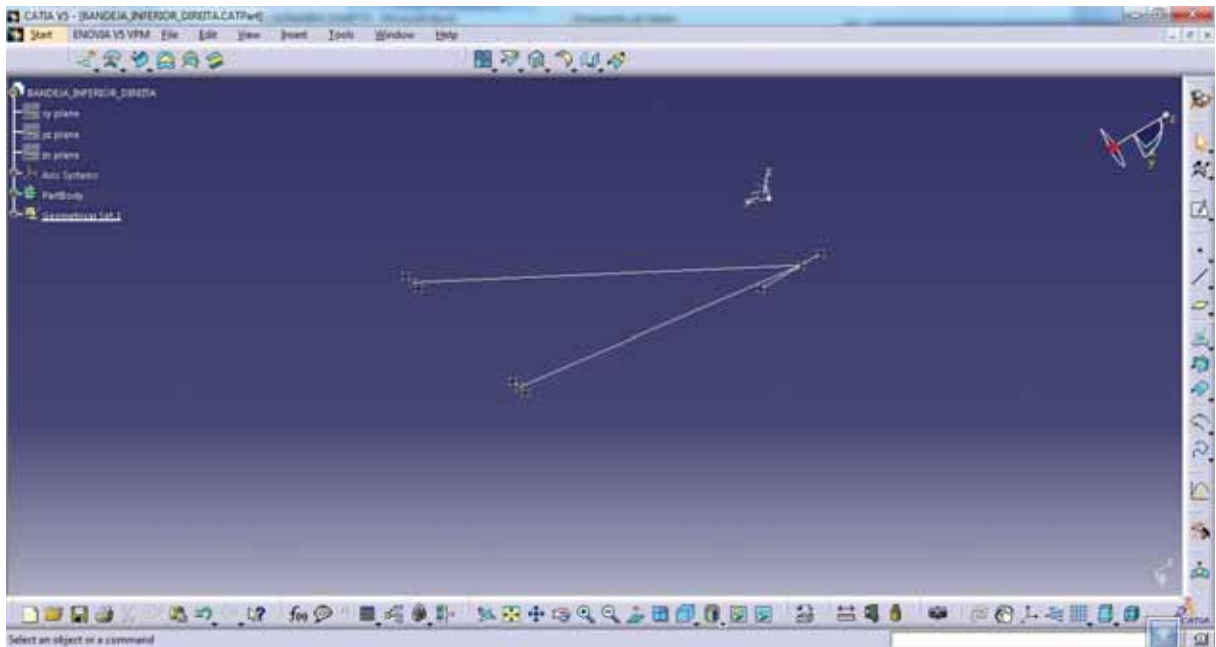 CATIA V5 - [BANDEJA_INFERIOR_DIREITA.CATPart]
Start ENOVIA V5 VPM File Edit View Insert Tools Window Help
BANDEJA_INFERIOR_DIREITA
xy plane
yz plane
zx plane
Axis Systems
PartBody
Geometrical Set.1
Select an object or a command
CATIA